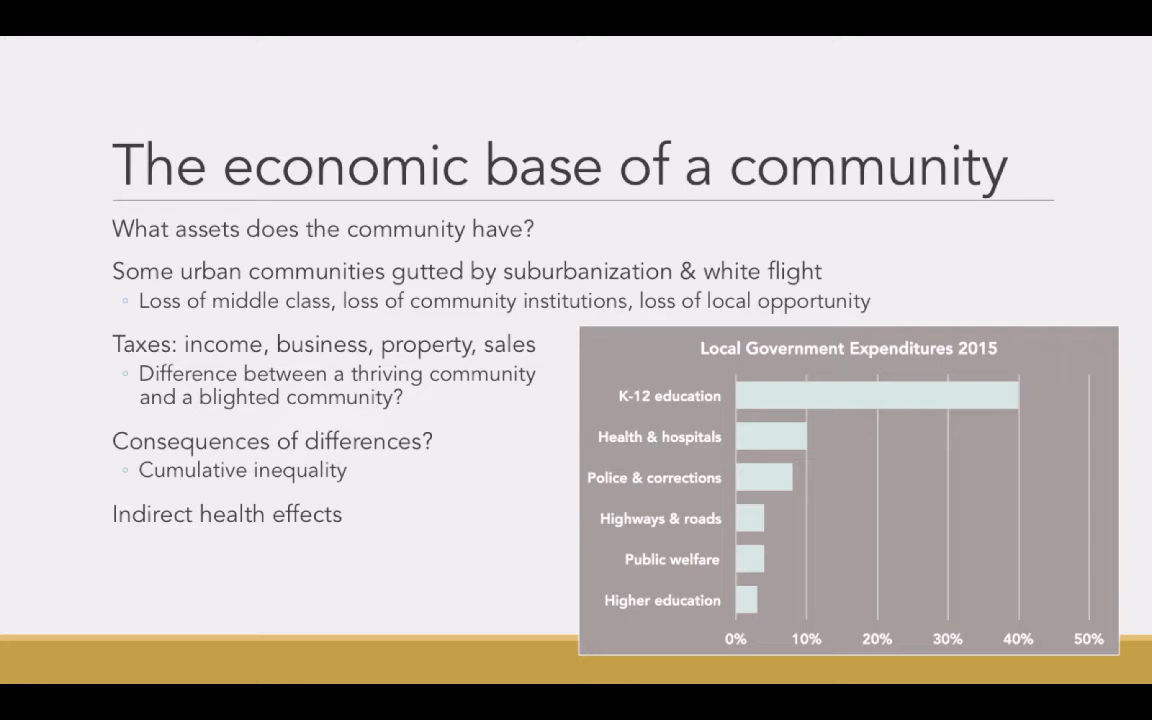 The economic base of a community
What assets does the community have?
Some urban communities gutted by suburbanization & white flight
◦ Loss of middle class, loss of community institutions, loss of local opportunity
Taxes: income, business, property, sales
◦ Difference between a thriving community
and a blighted community?
Consequences of differences?
◦ Cumulative inequality
Indirect health effects
Local Government Expenditures 2015
K-12 education
Health & hospitals
Police & corrections
Highways & roads
Public welfare
Higher education
0% 10% 20% 30% 40% 50%